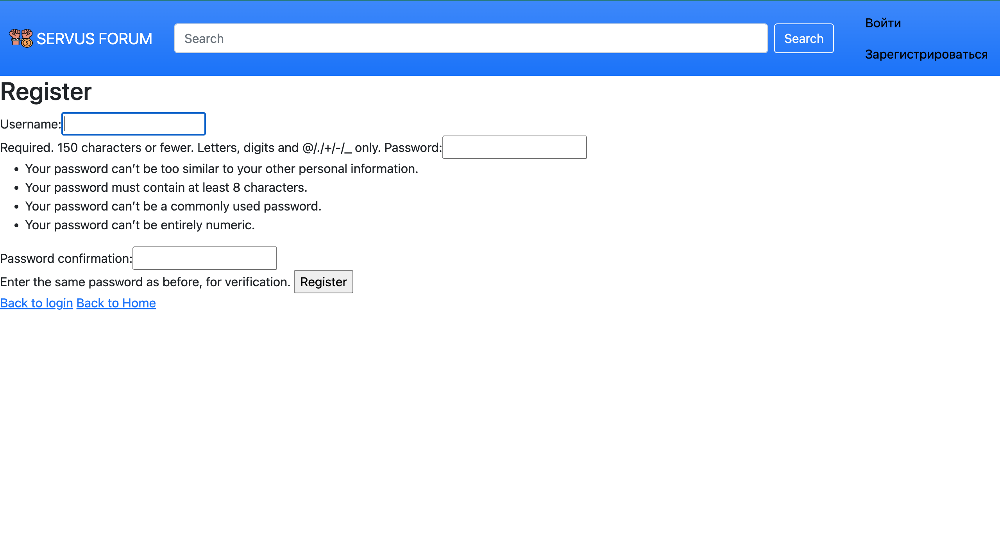 SERVUS FORUM
Search
Search
Войти
Зарегистрироваться
Register
Username:
Required. 150 characters or fewer. Letters, digits and @/./+/-/_ only. Password:
• Your password can’t be too similar to your other personal information.
• Your password must contain at least 8 characters.
• Your password can’t be a commonly used password.
• Your password can’t be entirely numeric.
Password confirmation:
Enter the same password as before, for verification. Register
Back to login Back to Home